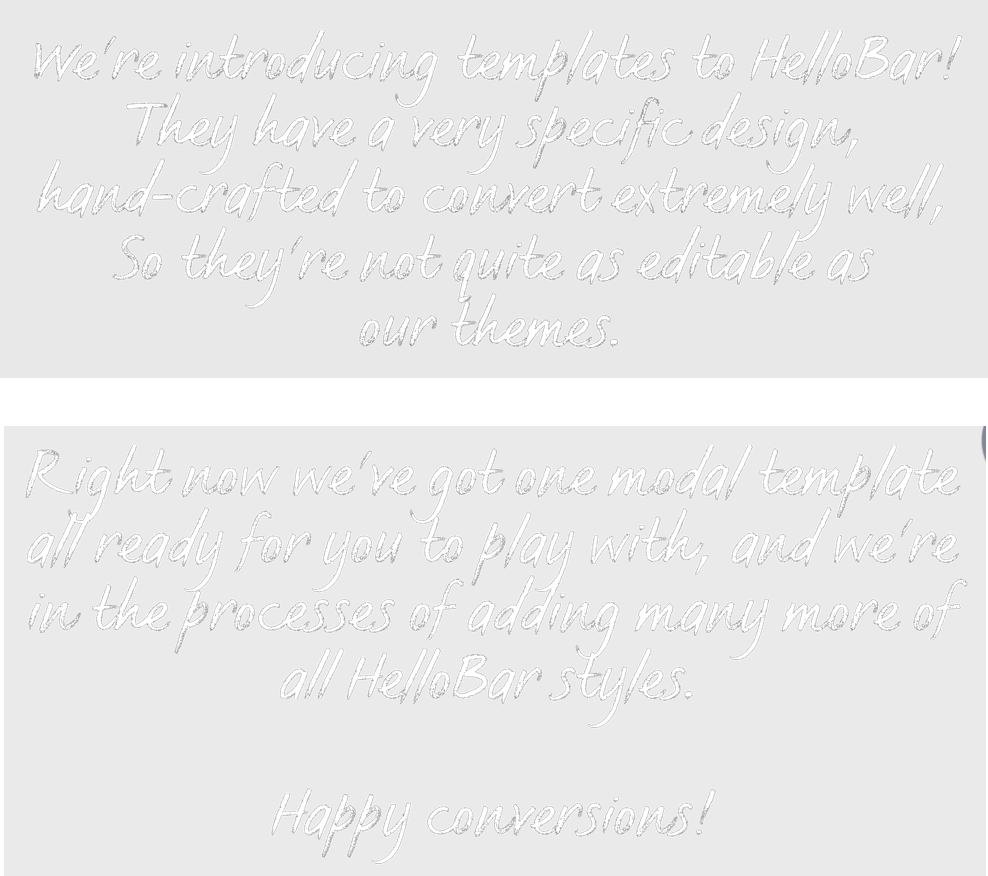 We're introducing templates to HelloBar!
They have a very specific design,
hand-crafted to convert extremely well,
So they're not quite as editable as
our themes.
Right now we've got one modal template
all ready for you to play with, and we're
in the processes of adding many more of
all HelloBar styles.
Happy conversions!